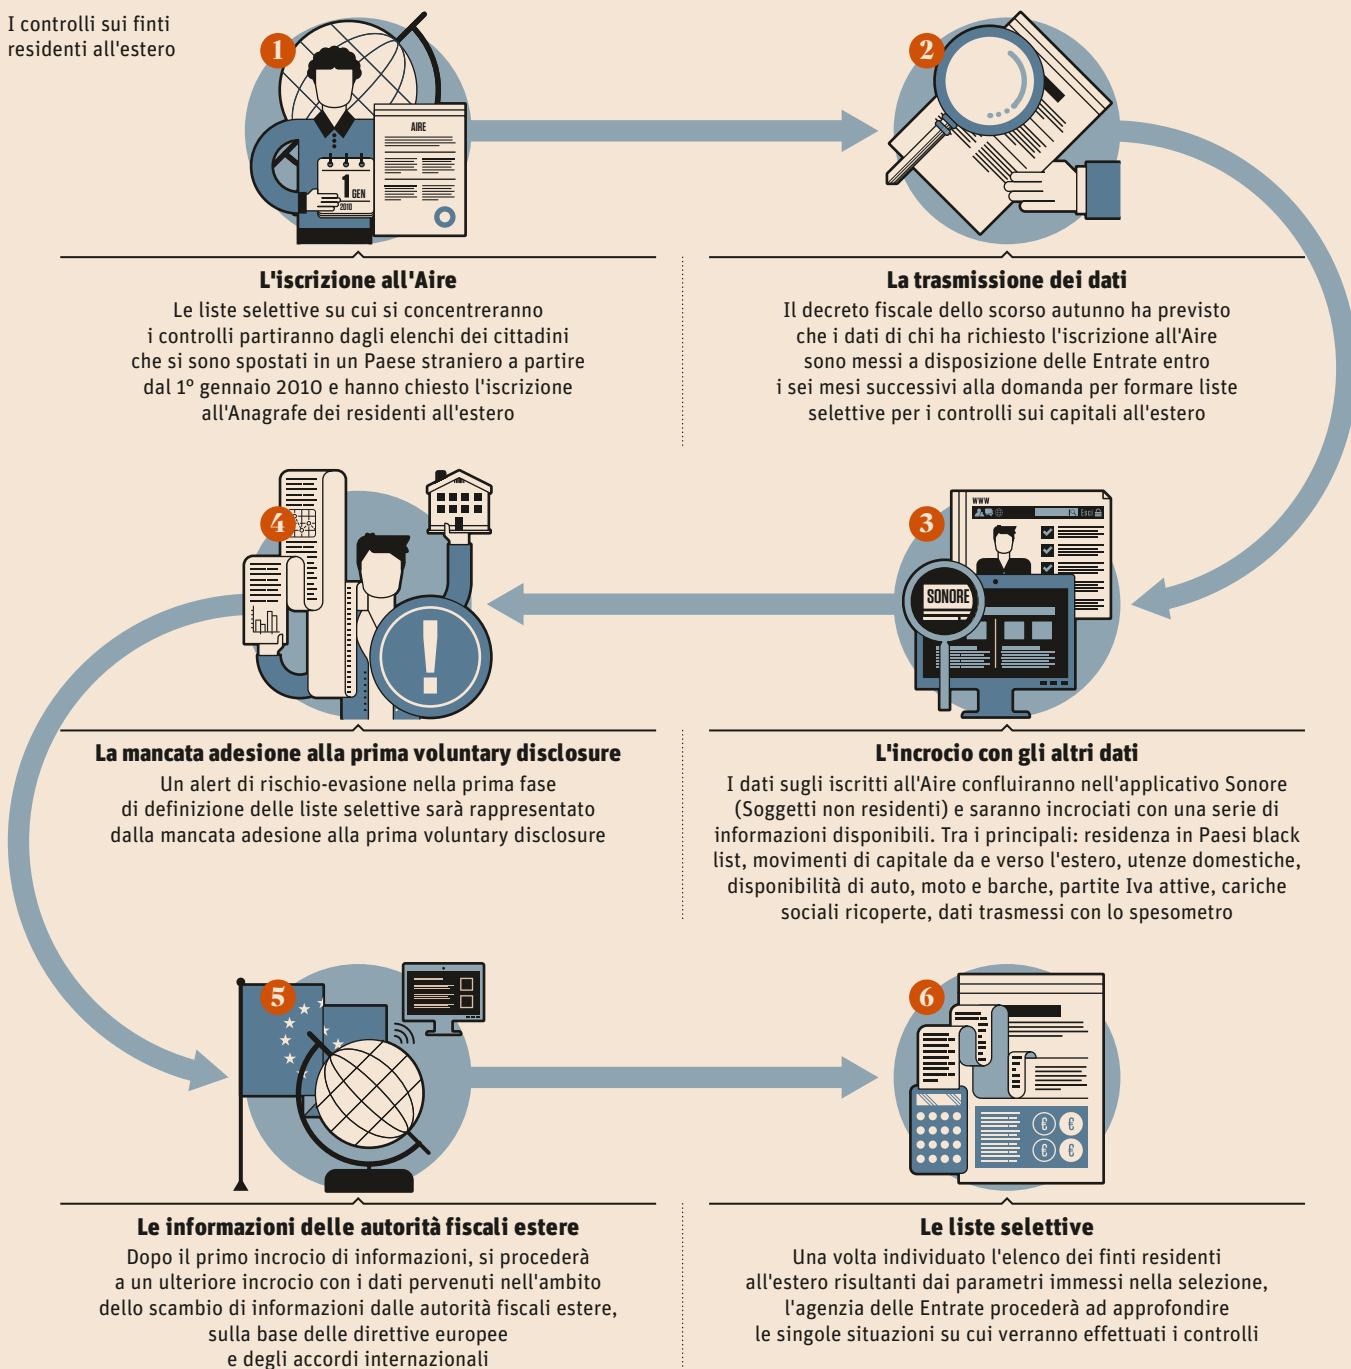 I controlli sui finti
residenti all'estero
1
AIRE
1
GEN
2010
L'iscrizione all'Aire
Le liste selettive su cui si concentreranno
i controlli partiranno dagli elenchi dei cittadini
che si sono spostati in un Paese straniero a partire
dal 1º gennaio 2010 e hanno chiesto l'iscrizione
all'Anagrafe dei residenti all'estero
2
La trasmissione dei dati
Il decreto fiscale dello scorso autunno ha previsto
che i dati di chi ha richiesto l'iscrizione all'Aire
sono messi a disposizione delle Entrate entro
i sei mesi successivi alla domanda per formare liste
selettive per i controlli sui capitali all'estero
3
WWW
Esci
SONORE
L'incrocio con gli altri dati
I dati sugli iscritti all'Aire confluiranno nell'applicativo Sonore
(Soggetti non residenti) e saranno incrociati con una serie di
informazioni disponibili. Tra i principali: residenza in Paesi black
list, movimenti di capitale da e verso l'estero, utenze domestiche,
disponibilità di auto, moto e barche, partite Iva attive, cariche
sociali ricoperte, dati trasmessi con lo spesometro
4
!
La mancata adesione alla prima voluntary disclosure
Un alert di rischio-evasione nella prima fase
di definizione delle liste selettive sarà rappresentato
dalla mancata adesione alla prima voluntary disclosure
5
Le informazioni delle autorità fiscali estere
Dopo il primo incrocio di informazioni, si procederà
a un ulteriore incrocio con i dati pervenuti nell'ambito
dello scambio di informazioni dalle autorità fiscali estere,
sulla base delle direttive europee
e degli accordi internazionali
6
€ €
€ €
Le liste selettive
Una volta individuato l'elenco dei finti residenti
all'estero risultanti dai parametri immessi nella selezione,
l'agenzia delle Entrate procederà ad approfondire
le singole situazioni su cui verranno effettuati i controlli